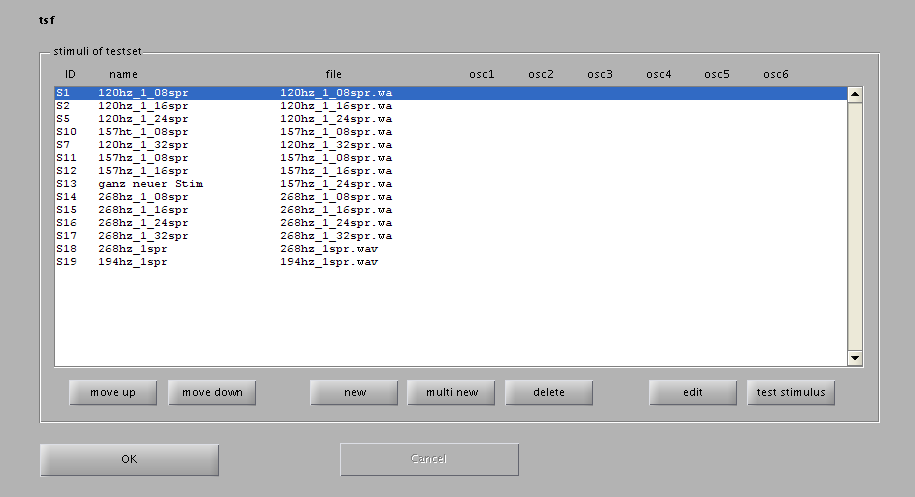 tsf
stimuli of testset
ID name file osc1 osc2 osc3 osc4 osc5 osc6
S1 120hz_1_08spr 120hz_1_08spr.wa
S2 120hz_1_16spr 120hz_1_16spr.wa
S5 120hz_1_24spr 120hz_1_24spr.wa
S10 157ht_1_08spr 157hz_1_08spr.wa
S7 120hz_1_32spr 120hz_1_32spr.wa
S11 157hz_1_08spr 157hz_1_08spr.wa
S12 157hz_1_16spr 157hz_1_16spr.wa
S13 ganz neuer Stim 157hz_1_24spr.wa
S14 268hz_1_08spr 268hz_1_08spr.wa
S15 268hz_1_16spr 268hz_1_16spr.wa
S16 268hz_1_24spr 268hz_1_24spr.wa
S17 268hz_1_32spr 268hz_1_32spr.wa
S18 268hz_1spr 268hz_1spr.wav
S19 194hz_1spr 194hz_1spr.wav
move up move down new multi new delete edit test stimulus
OK Cancel